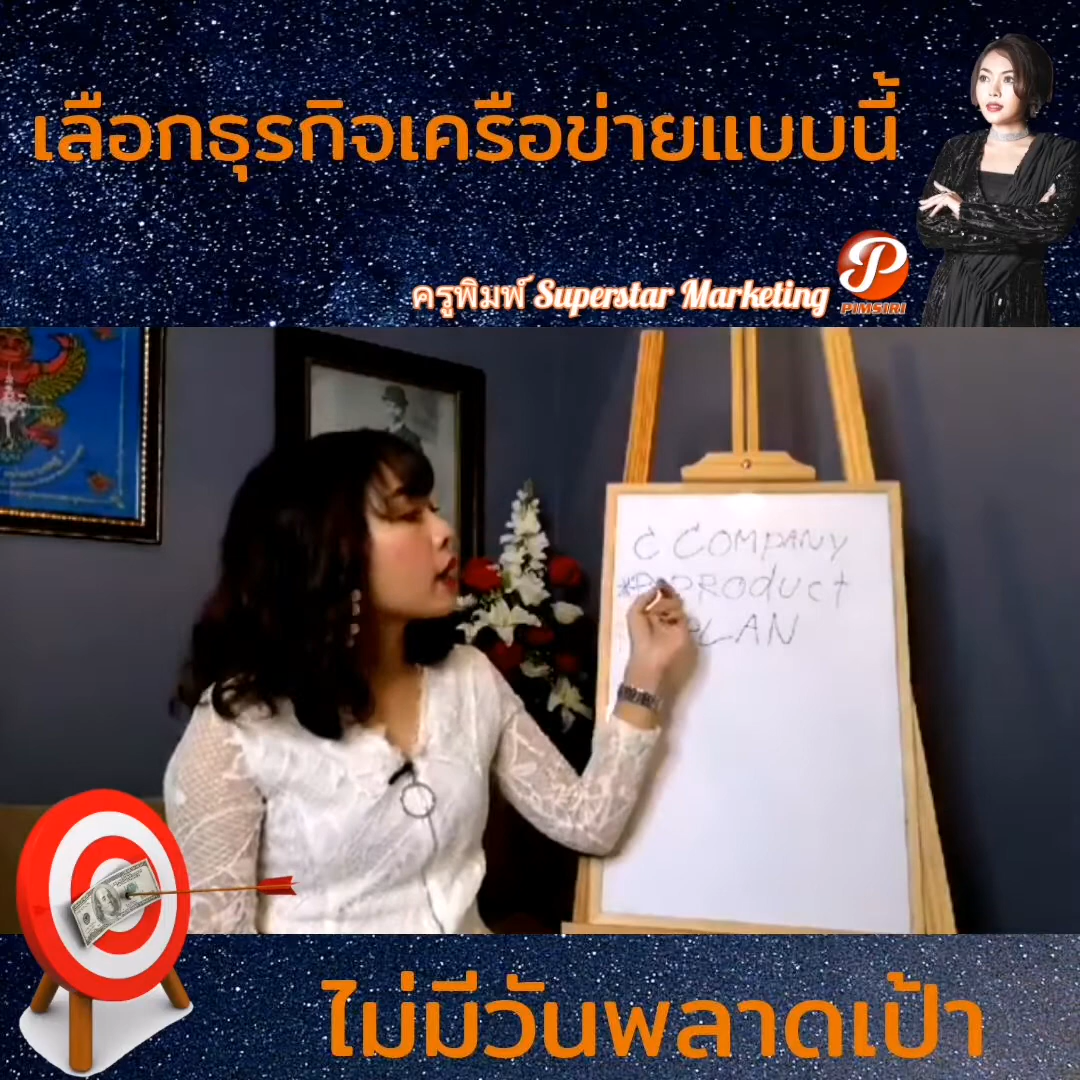 เลือกธุรกิจเครือข่ายแบบนี้
ครูพิมพ์ Superstar Marketing
P
PIMSIRI
C COMPANY
*P PRODUCT
PLAN
ไม่มีวันพลาดเป้า